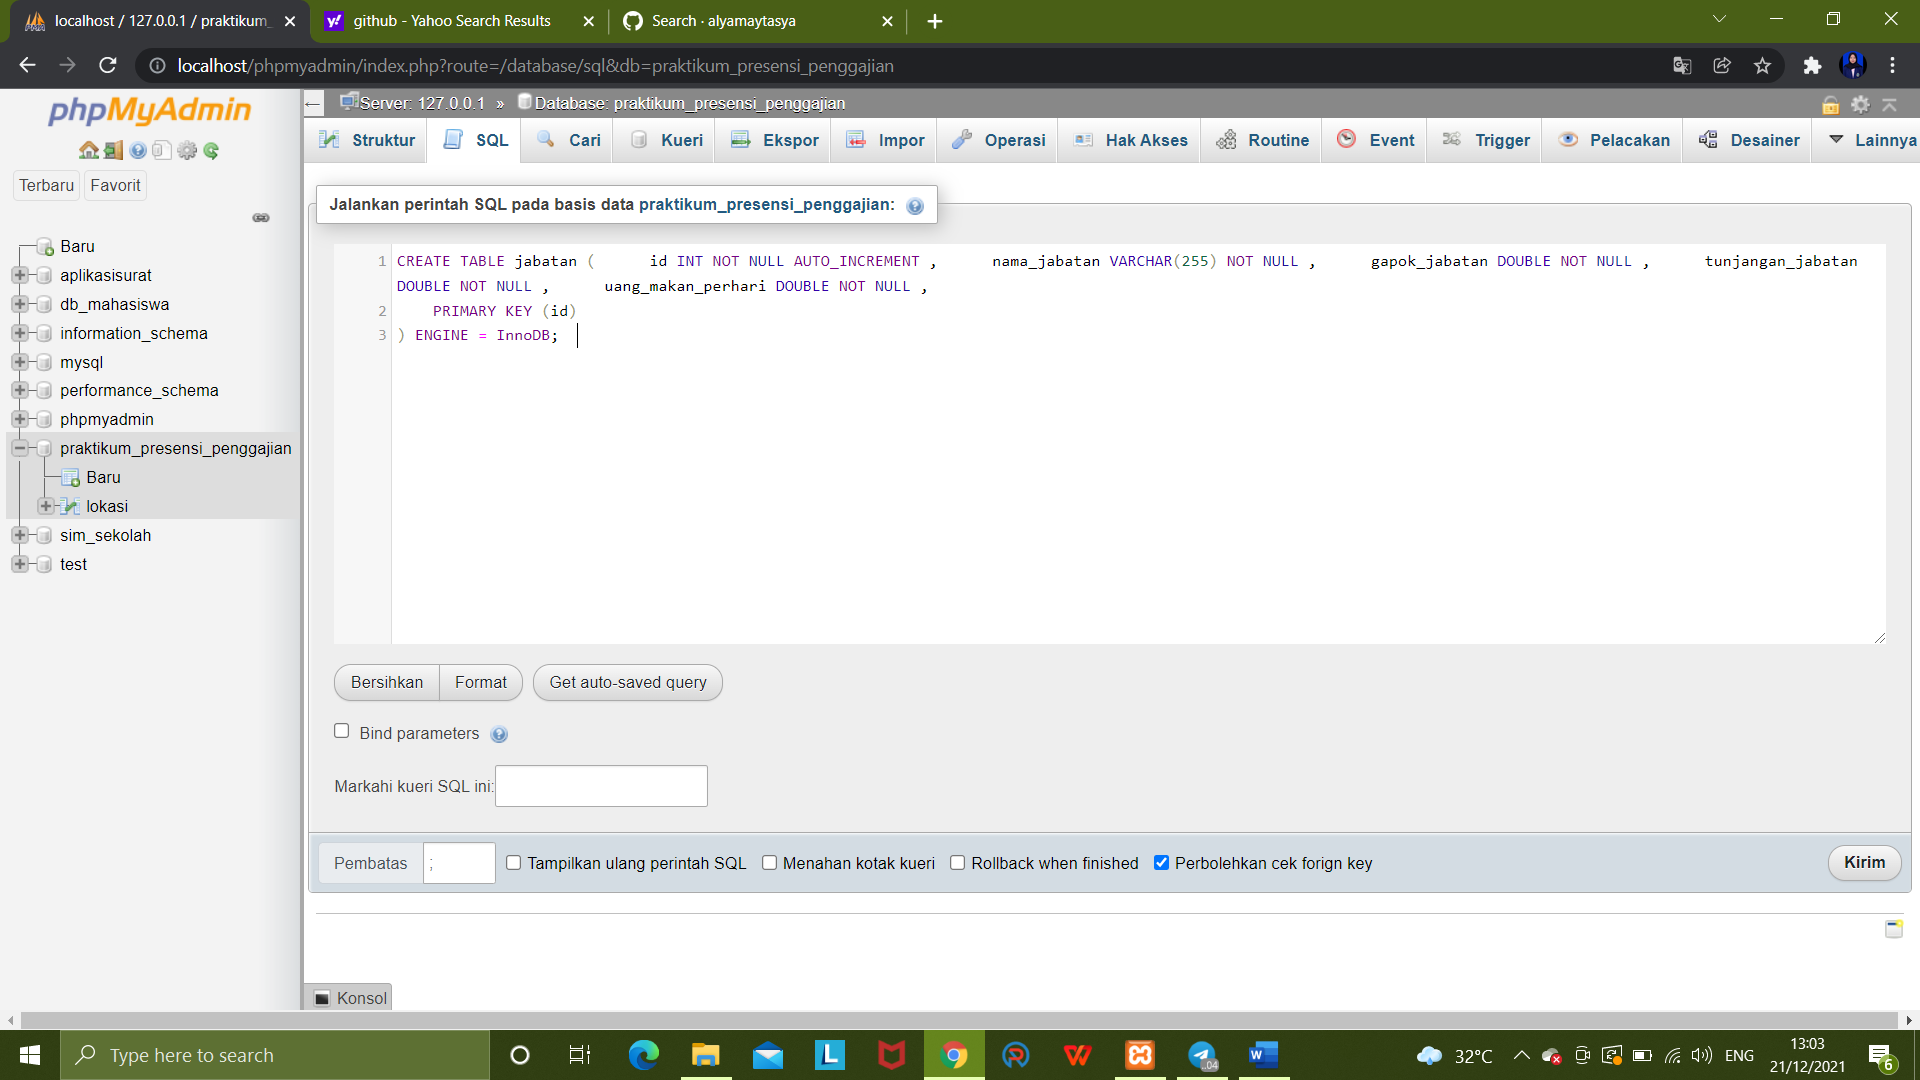 localhost / 127.0.0.1 / praktikum_
github - Yahoo Search Results
Search · alyamaytasya
localhost/phpmyadmin/index.php?route=/database/sql&db=praktikum_presensi_penggajian
phpMyAdmin
Server: 127.0.0.1 » Database: praktikum_presensi_penggajian
Struktur SQL Cari Kueri Ekspor Impor Operasi Hak Akses Routine Event Trigger Pelacakan Desainer Lainnya
Terbaru Favorit
Baru
aplikasisurat
db_mahasiswa
information_schema
mysql
performance_schema
phpmyadmin
praktikum_presensi_penggajian
Baru
lokasi
sim_sekolah
test
Jalankan perintah SQL pada basis data praktikum_presensi_penggajian:
1 CREATE TABLE jabatan ( id INT NOT NULL AUTO_INCREMENT , nama_jabatan VARCHAR(255) NOT NULL , gapok_jabatan DOUBLE NOT NULL , tunjangan_jabatan
DOUBLE NOT NULL , uang_makan_perhari DOUBLE NOT NULL ,
2 PRIMARY KEY (id)
3 ) ENGINE = InnoDB;
Bersihkan Format Get auto-saved query
Bind parameters
Markahi kueri SQL ini:
Pembatas ; Tampilkan ulang perintah SQL Menahan kotak kueri Rollback when finished Perbolehkan cek forign key Kirim
Konsol
Type here to search
.04
32°C
ENG
13:03
21/12/2021
6